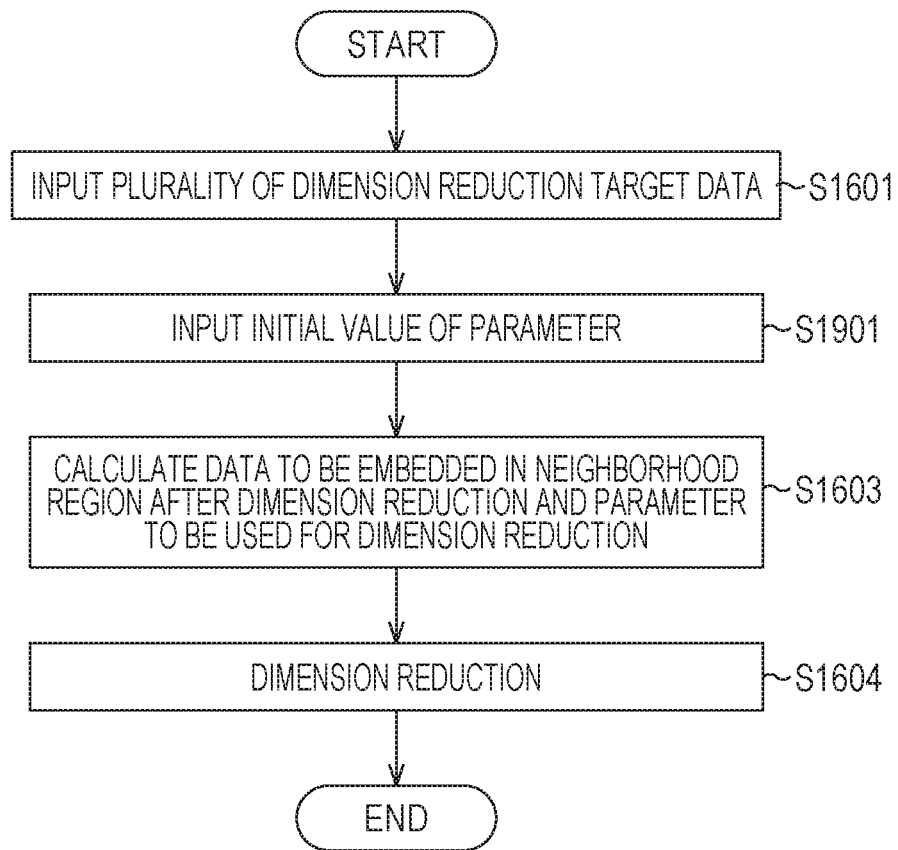 START
INPUT PLURALITY OF DIMENSION REDUCTION TARGET DATA
S1601
INPUT INITIAL VALUE OF PARAMETER
S1901
CALCULATE DATA TO BE EMBEDDED IN NEIGHBORHOOD
REGION AFTER DIMENSION REDUCTION AND PARAMETER
TO BE USED FOR DIMENSION REDUCTION
S1603
DIMENSION REDUCTION
S1604
END